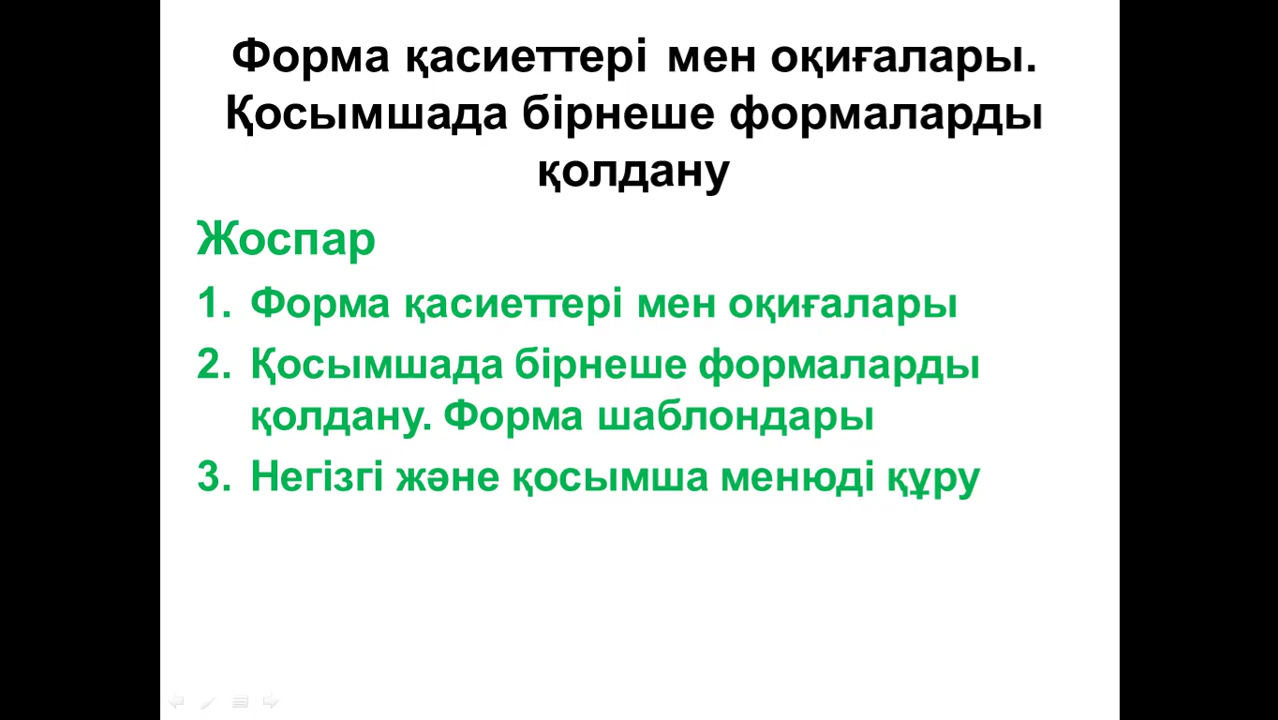 Форма қасиеттері мен оқиғалары.
Қосымшада бірнеше формаларды
қолдану
Жоспар
1. Форма қасиеттері мен оқиғалары
2. Қосымшада бірнеше формаларды
қолдану. Форма шаблондары
3. Негізгі және қосымша менюді құру